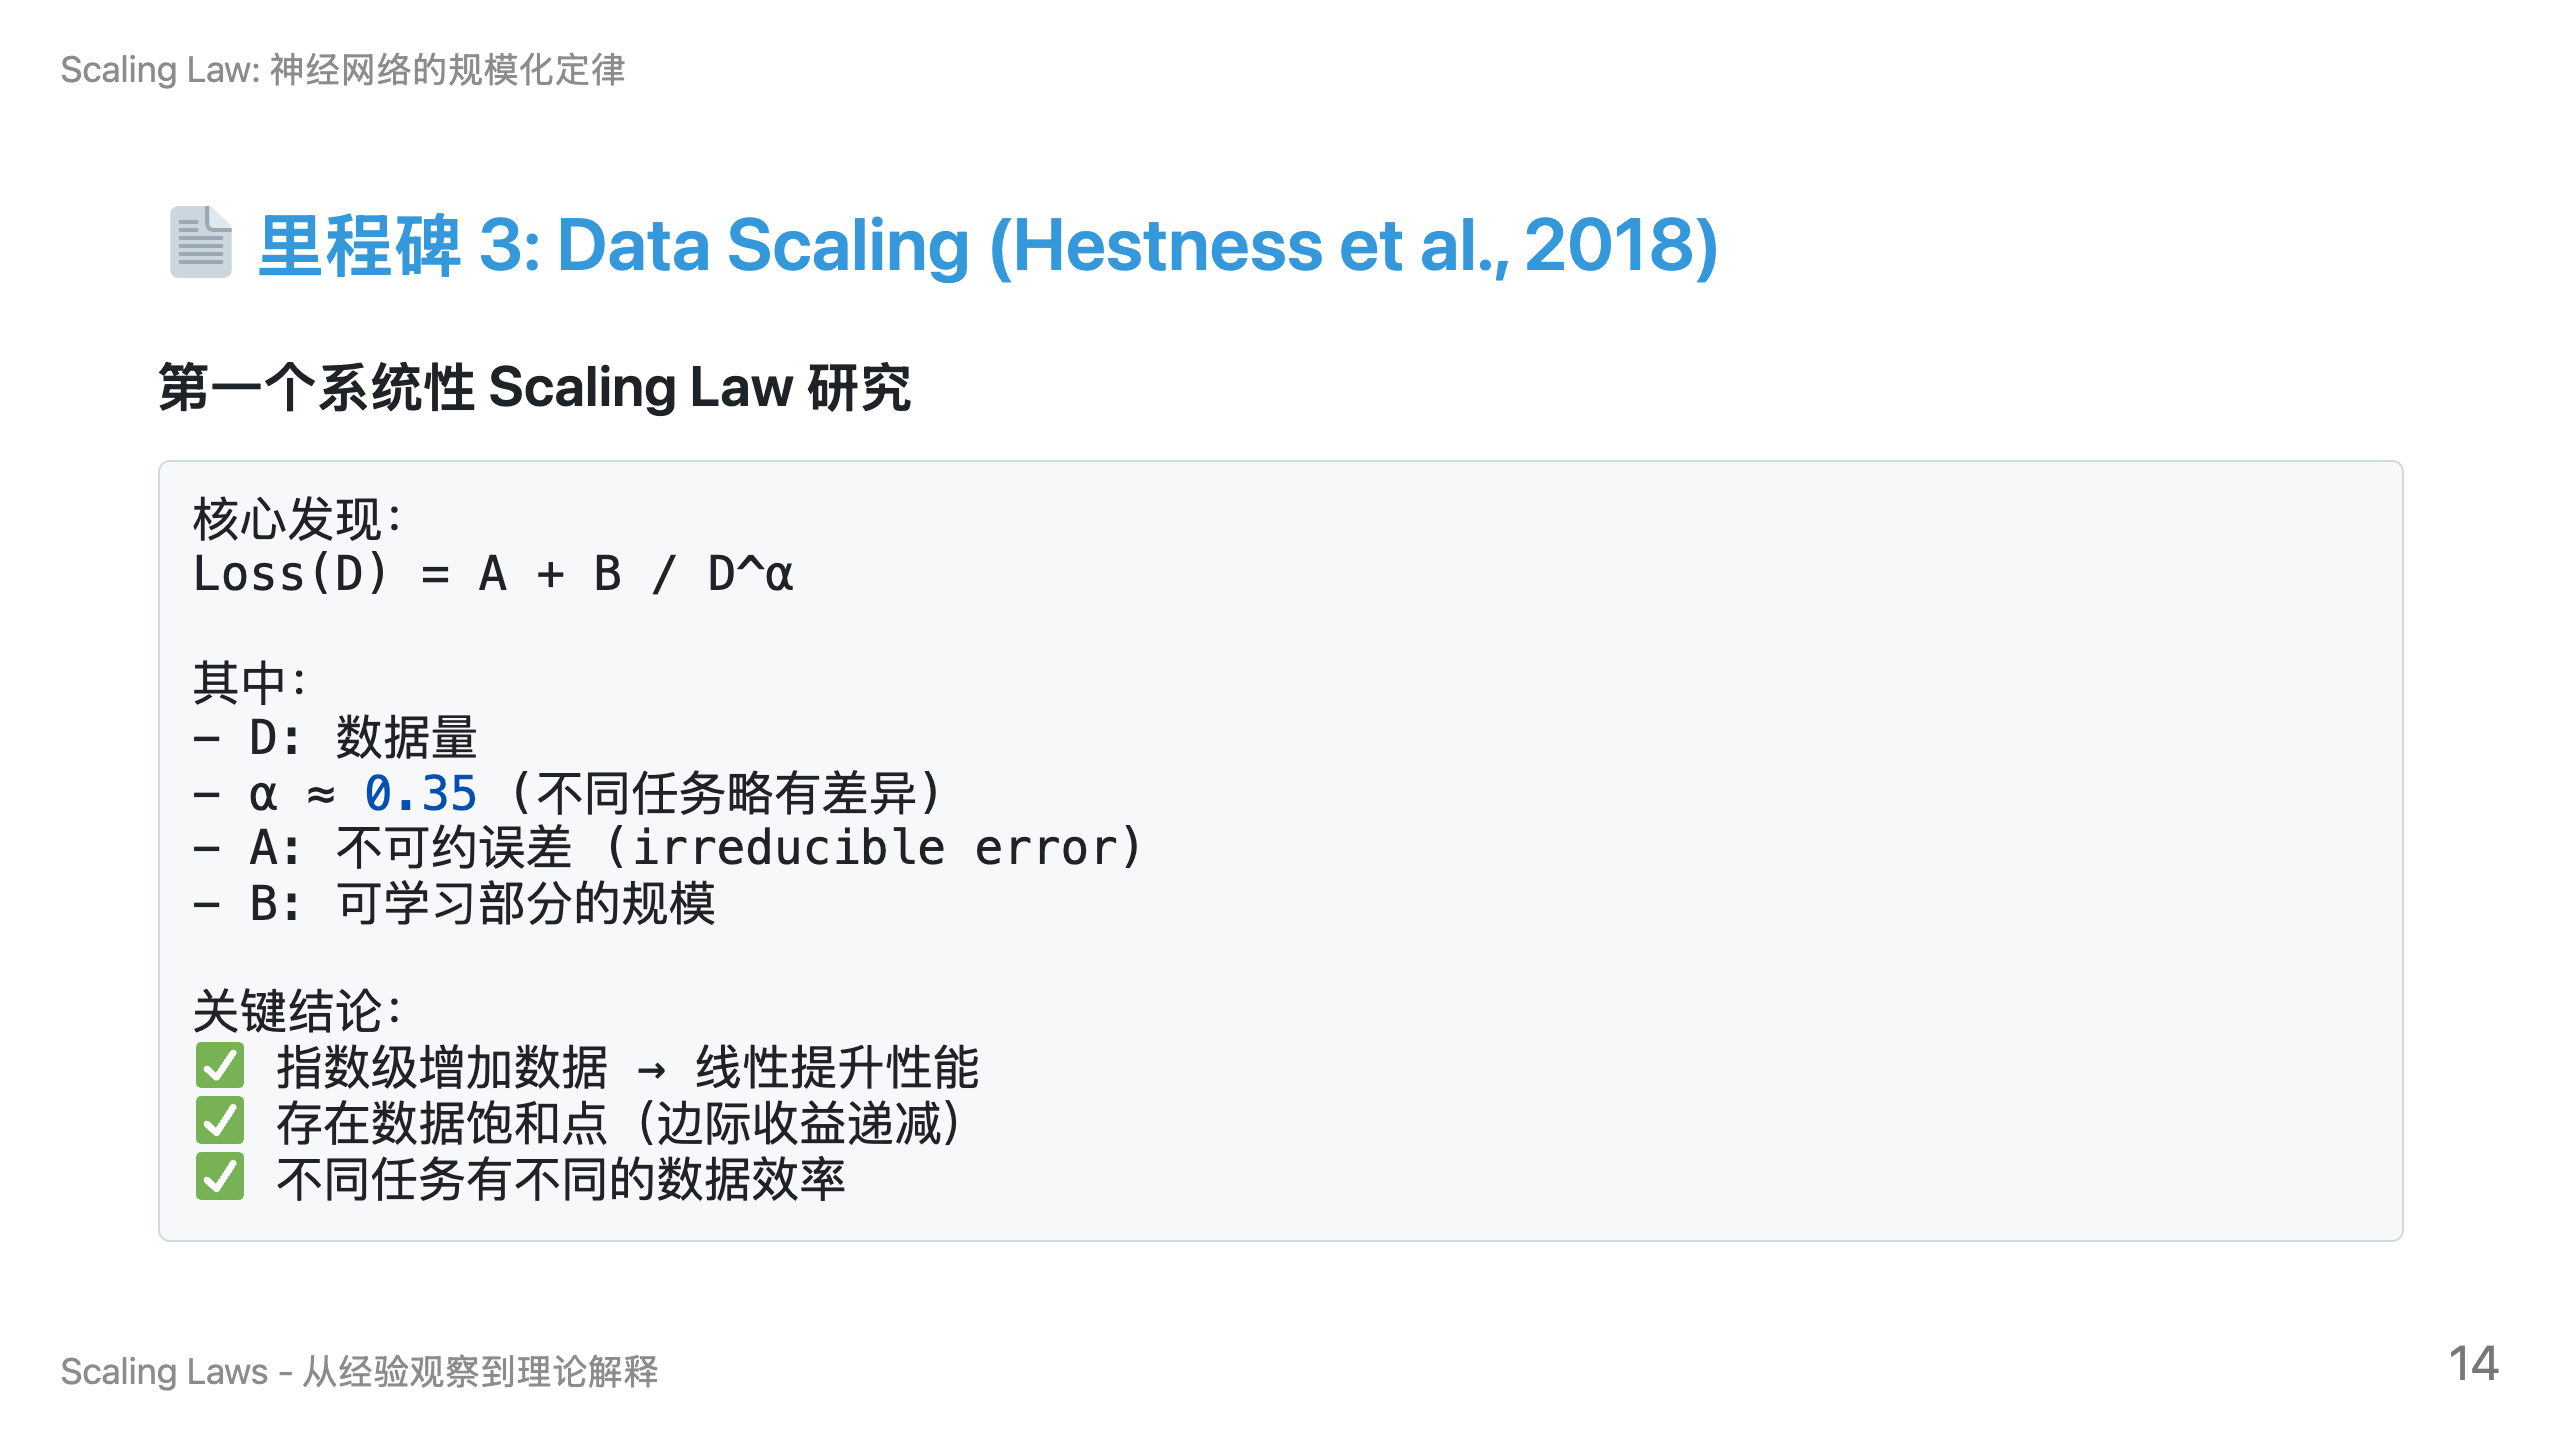 Scaling Law: 神经网络的规模化定律
📄 里程碑 3: Data Scaling (Hestness et al., 2018)
第一个系统性 Scaling Law 研究
核心发现：
Loss(D) = A + B / D^α
其中：
- D: 数据量
- α ≈ 0.35 (不同任务略有差异)
- A: 不可约误差 (irreducible error)
- B: 可学习部分的规模
关键结论：
✅ 指数级增加数据 → 线性提升性能
✅ 存在数据饱和点（边际收益递减）
✅ 不同任务有不同的数据效率
Scaling Laws - 从经验观察到理论解释
14